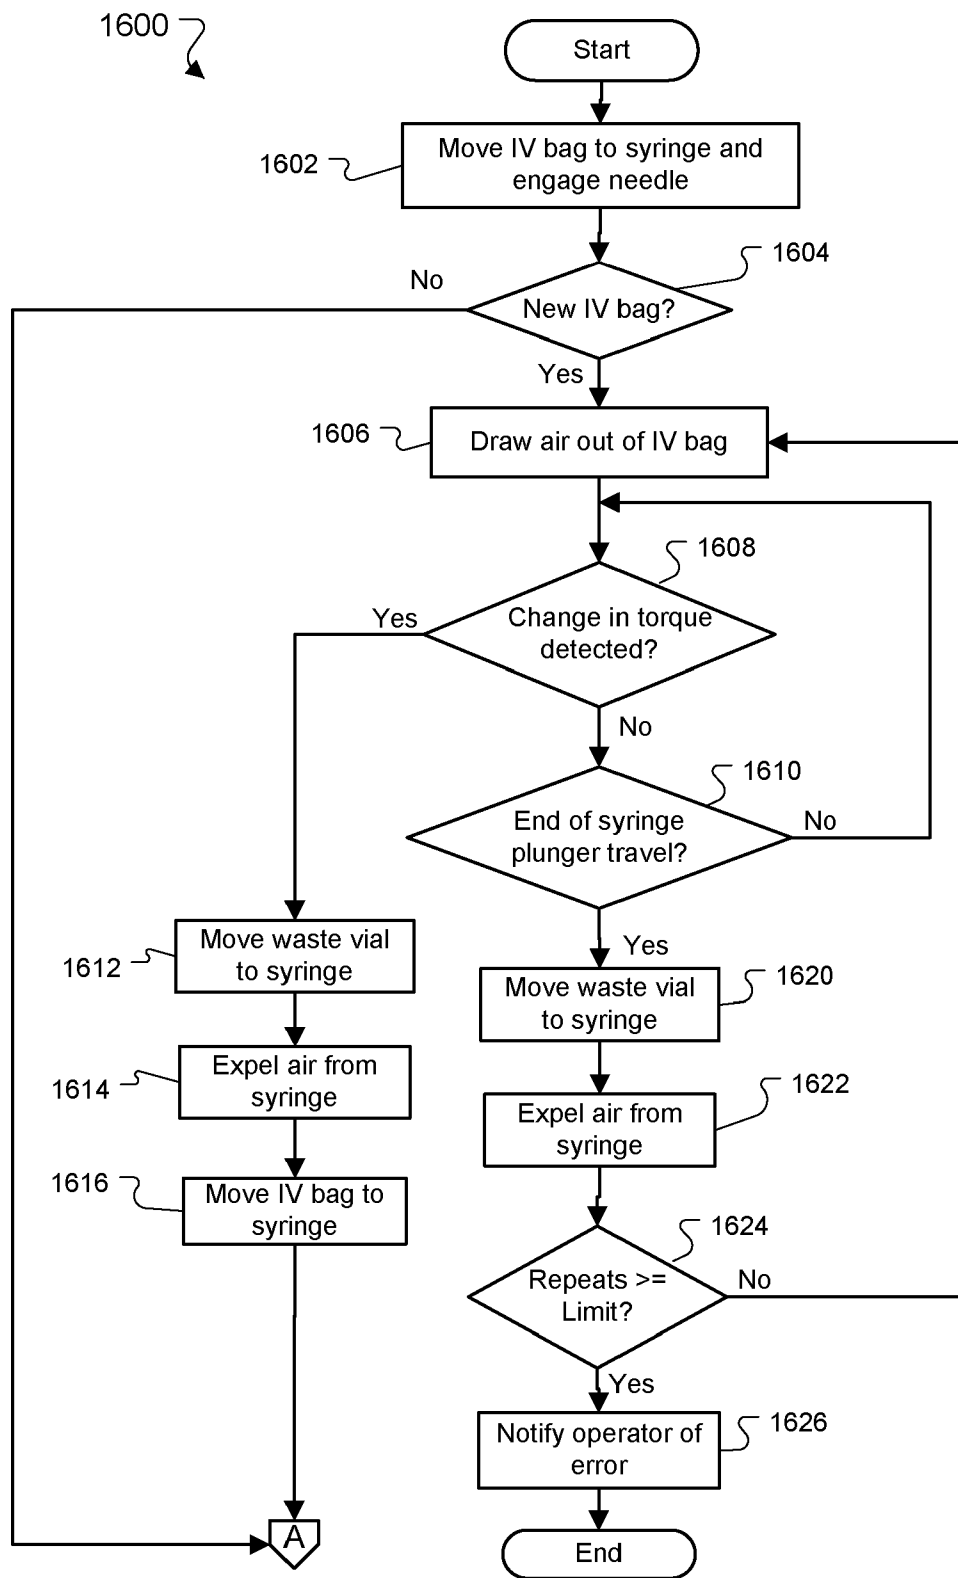 1600
Start
1602
Move IV bag to syringe and
engage needle
1604
No
New IV bag?
Yes
1606
Draw air out of IV bag
1608
Yes
Change in torque
detected?
No
1610
End of syringe
plunger travel?
No
Yes
1612
Move waste vial
to syringe
1620
Move waste vial
to syringe
1614
Expel air from
syringe
1622
Expel air from
syringe
1616
Move IV bag to
syringe
1624
Repeats >=
Limit?
No
Yes
1626
Notify operator of
error
A
End